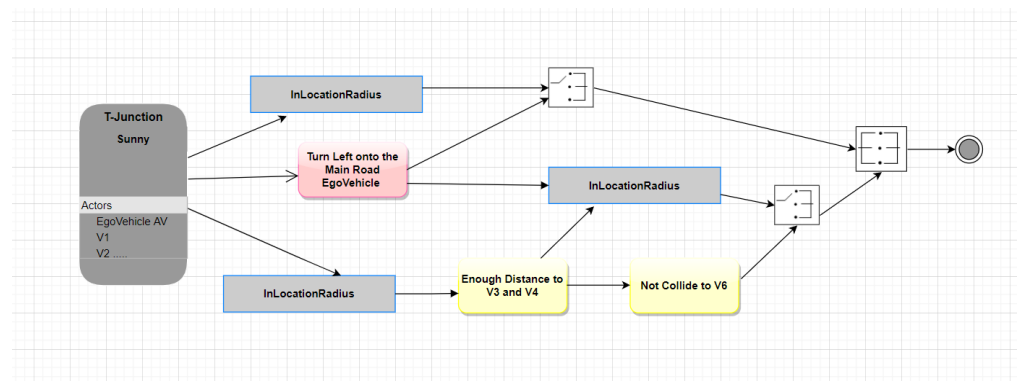 T-Junction
Sunny
Actors
EgoVehicle AV
V1
V2 .....
InLocationRadius
Turn Left onto the
Main Road
EgoVehicle
InLocationRadius
InLocationRadius
Enough Distance to
V3 and V4
Not Collide to V6